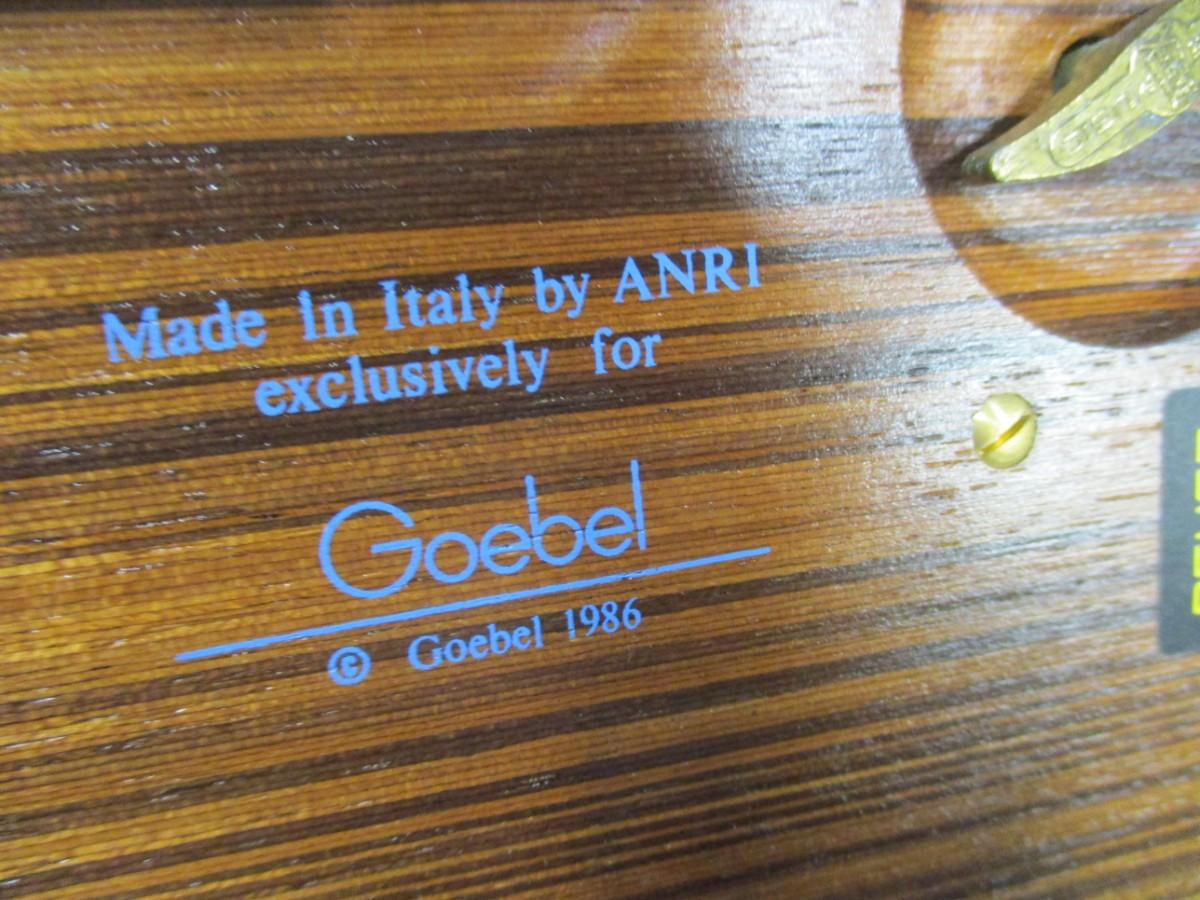 Made in Italy by ANRI
exclusively for
Goebel
© Goebel 1986